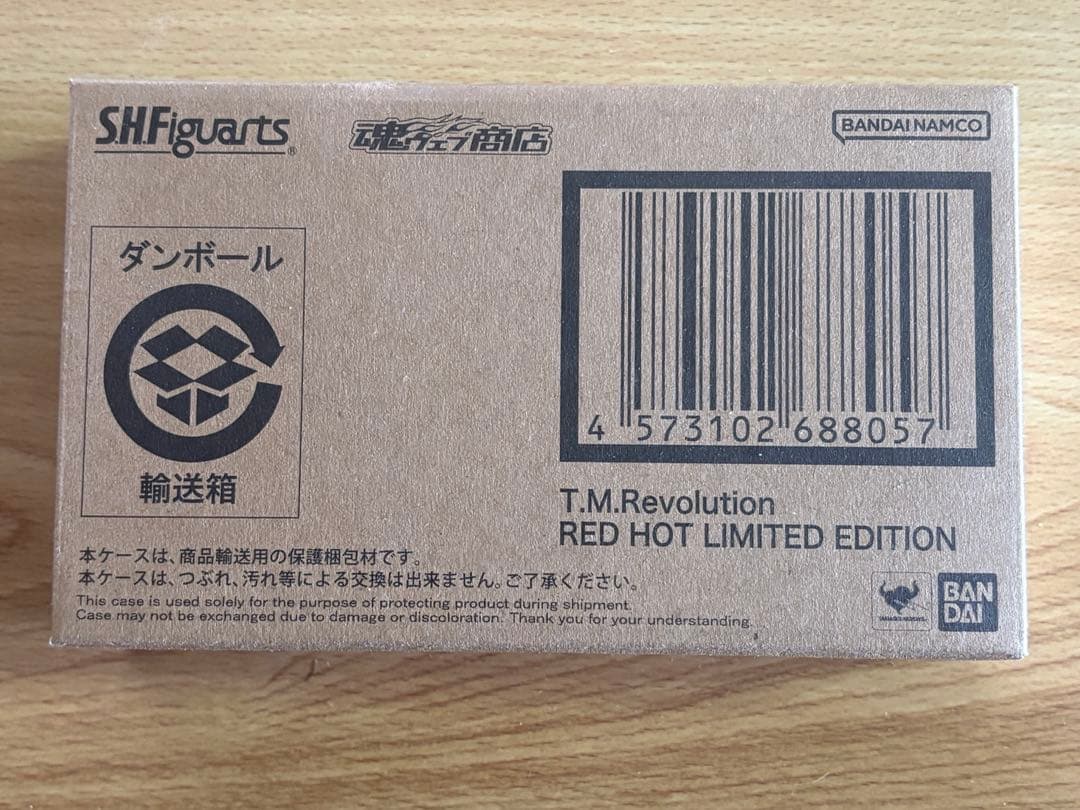 S.H.Figuarts®
魂ウェブ商店
BANDAI NAMCO
ダンボール
輸送箱
4 573102 688057
T.M.Revolution
RED HOT LIMITED EDITION
本ケースは、商品輸送用の保護梱包材です。
本ケースは、つぶれ、汚れ等による交換は出来ません。ご了承ください。
This case is used solely for the purpose of protecting product during shipment.
Case may not be exchanged due to damage or discoloration. Thank you for your understanding.
BAN
DAI